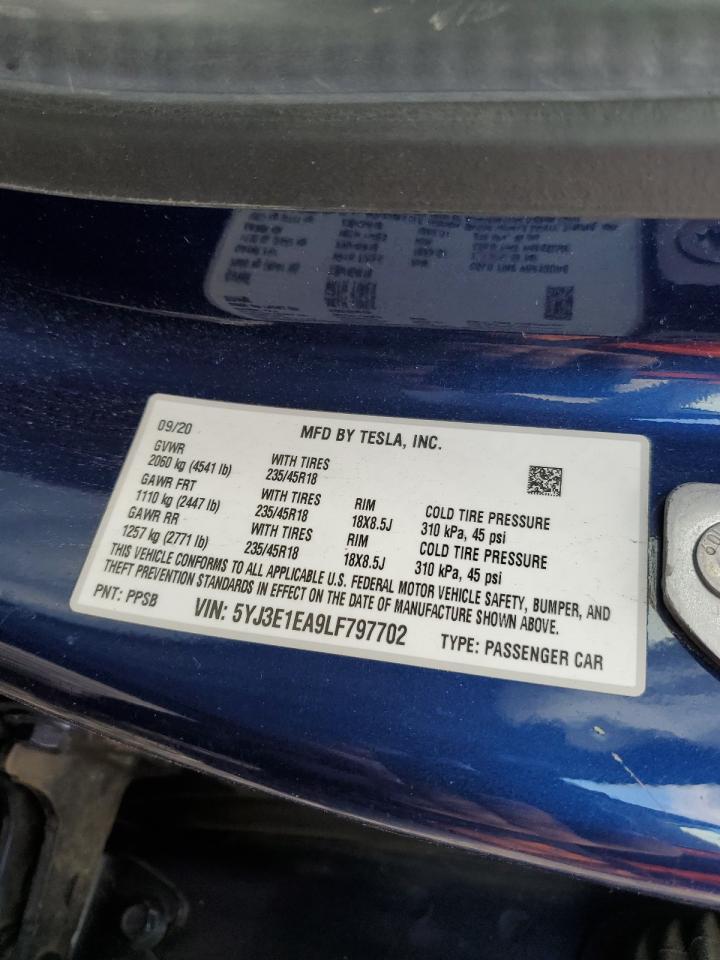 09/20 MFD BY TESLA, INC.
GVWR
2060 kg (4541 lb) WITH TIRES 235/45R18
GAWR FRT
1110 kg (2447 lb) WITH TIRES 235/45R18 RIM 18X8.5J COLD TIRE PRESSURE 310 kPa, 45 psi
GAWR RR
1257 kg (2771 lb) WITH TIRES 235/45R18 RIM 18X8.5J COLD TIRE PRESSURE 310 kPa, 45 psi
THIS VEHICLE CONFORMS TO ALL APPLICABLE U.S. FEDERAL MOTOR VEHICLE SAFETY, BUMPER, AND
THEFT PREVENTION STANDARDS IN EFFECT ON THE DATE OF MANUFACTURE SHOWN ABOVE.
PNT: PPSB VIN: 5YJ3E1EA9LF797702 TYPE: PASSENGER CAR